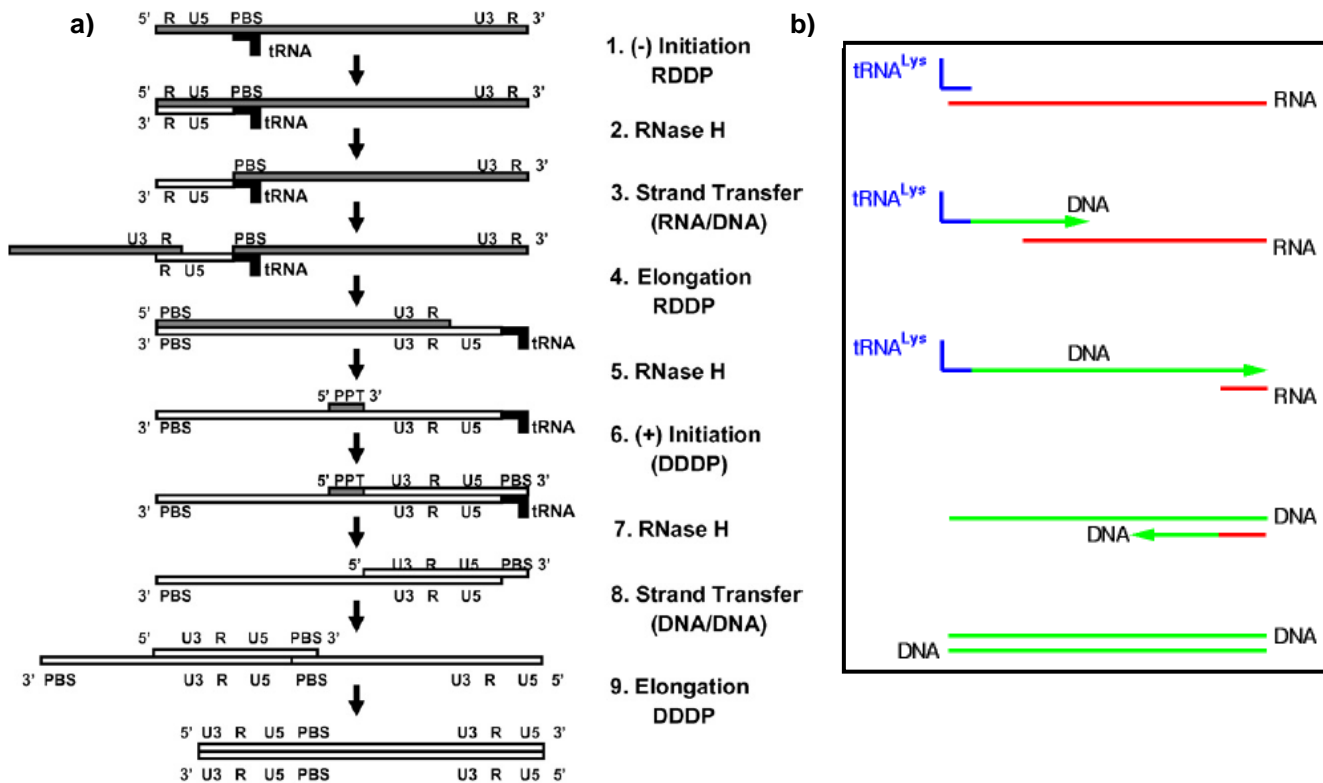 a)
5' R U5 PBS U3 R 3'
tRNA
5' R U5 PBS U3 R 3'
3' R U5 tRNA
PBS U3 R 3'
3' R U5 tRNA
U3 R PBS U3 R 3'
R U5 tRNA
5' PBS U3 R
3' PBS U3 R U5 tRNA
5' PPT 3'
3' PBS U3 R U5 tRNA
5' PPT U3 R U5 PBS 3'
3' PBS U3 R U5 tRNA
5' U3 R U5 PBS 3'
3' PBS U3 R U5
5' U3 R U5 PBS 3'
3' PBS U3 R U5 PBS U3 R U5 5'
5' U3 R U5 PBS U3 R U5 3'
3' U3 R U5 PBS U3 R U5 5'
1. (-) Initiation
RDDP
2. RNase H
3. Strand Transfer
(RNA/DNA)
4. Elongation
RDDP
5. RNase H
6. (+) Initiation
(DDDP)
7. RNase H
8. Strand Transfer
(DNA/DNA)
9. Elongation
DDDP
b)
tRNA^Lys
RNA
tRNA^Lys
DNA
RNA
tRNA^Lys
DNA
RNA
DNA
DNA
DNA
DNA